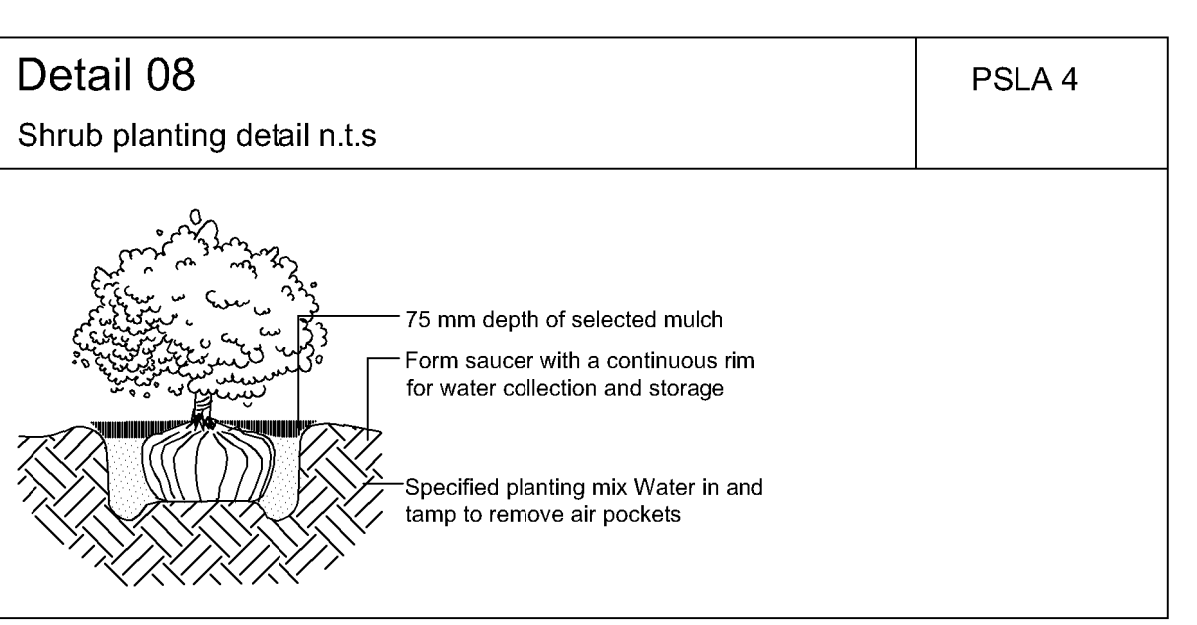 Detail 08
PSLA 4
Shrub planting detail n.t.s
75 mm depth of selected mulch
Form saucer with a continuous rim
for water collection and storage
Specified planting mix Water in and
tamp to remove air pockets